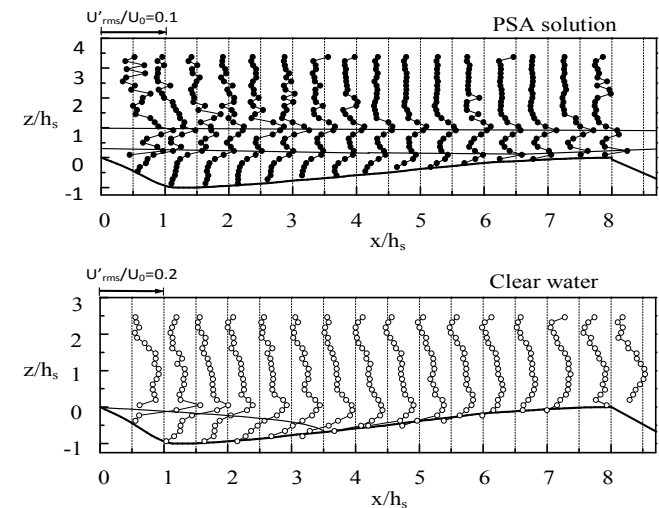 U'rms/U0=0.1
PSA solution
4
3
2
z/hs
1
0
-1
0 1 2 3 4 5 6 7 8
x/hs
U'rms/U0=0.2
Clear water
3
2
z/hs
1
0
-1
0 1 2 3 4 5 6 7 8
x/hs